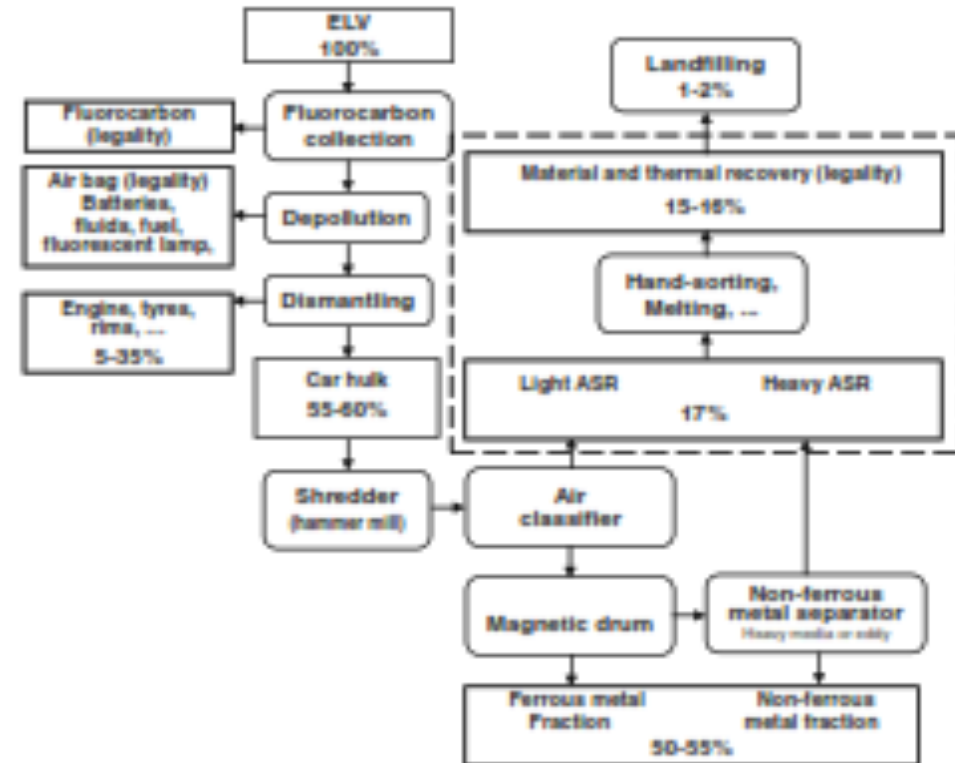 ELV
100%
Fluorocarbon
collection
Fluorocarbon
(legality)
Depollution
Air bag (legality)
Batteries,
fluids, fuel,
fluorescent lamp,
Dismantling
Engine, tyres,
rims, ...
5-35%
Car hulk
55-60%
Shredder
(hammer mill)
Air
classifier
Magnetic drum
Non-ferrous
metal separator
Heavy media or eddy
Ferrous metal
Fraction
Non-ferrous
metal fraction
50-55%
Light ASR
Heavy ASR
17%
Hand-sorting,
Melting, ...
Material and thermal recovery (legality)
15-16%
Landfilling
1-2%